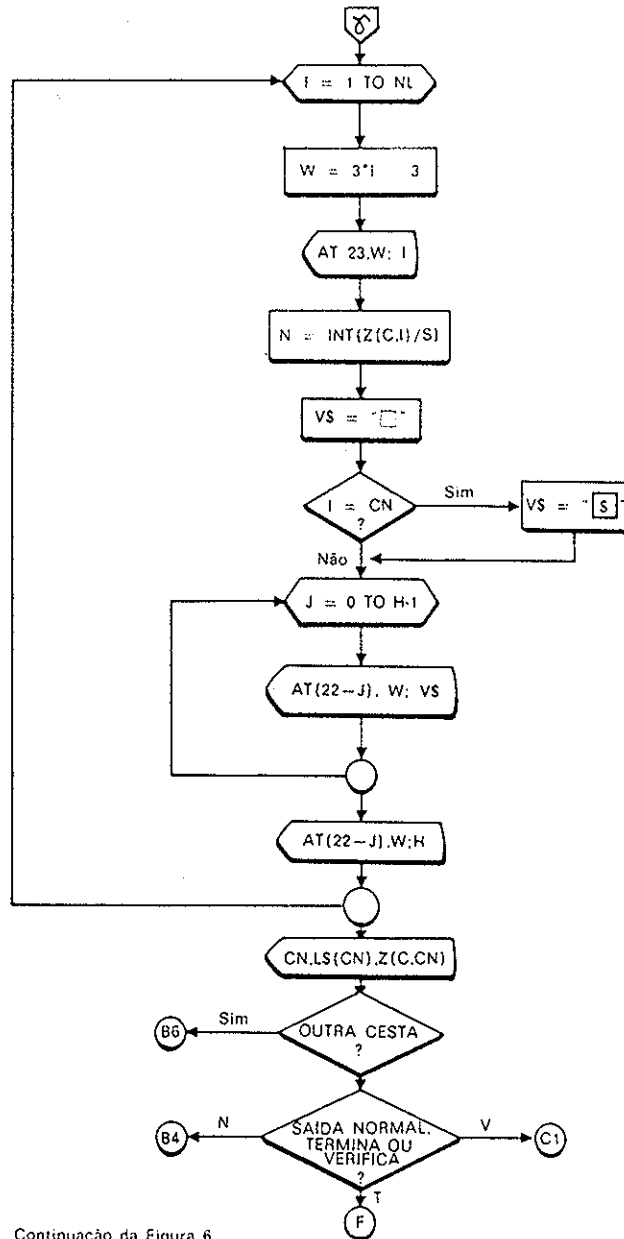 γ
I = 1 TO NL
W = 3*I 3
AT 23,W; I
N = INT(Z(C,I)/S)
V$ = "□"
I = CN
?
Sim
V$ = "S"
Não
J = 0 TO H-1
AT(22-J), W; V$
AT(22-J),W;H
CN,L$(CN),Z(C,CN)
OUTRA CESTA
?
Sim
B6
SAÍDA NORMAL,
TERMINA OU
VERIFICA
?
N
B4
V
C1
T
F
Continuação da Figura 6